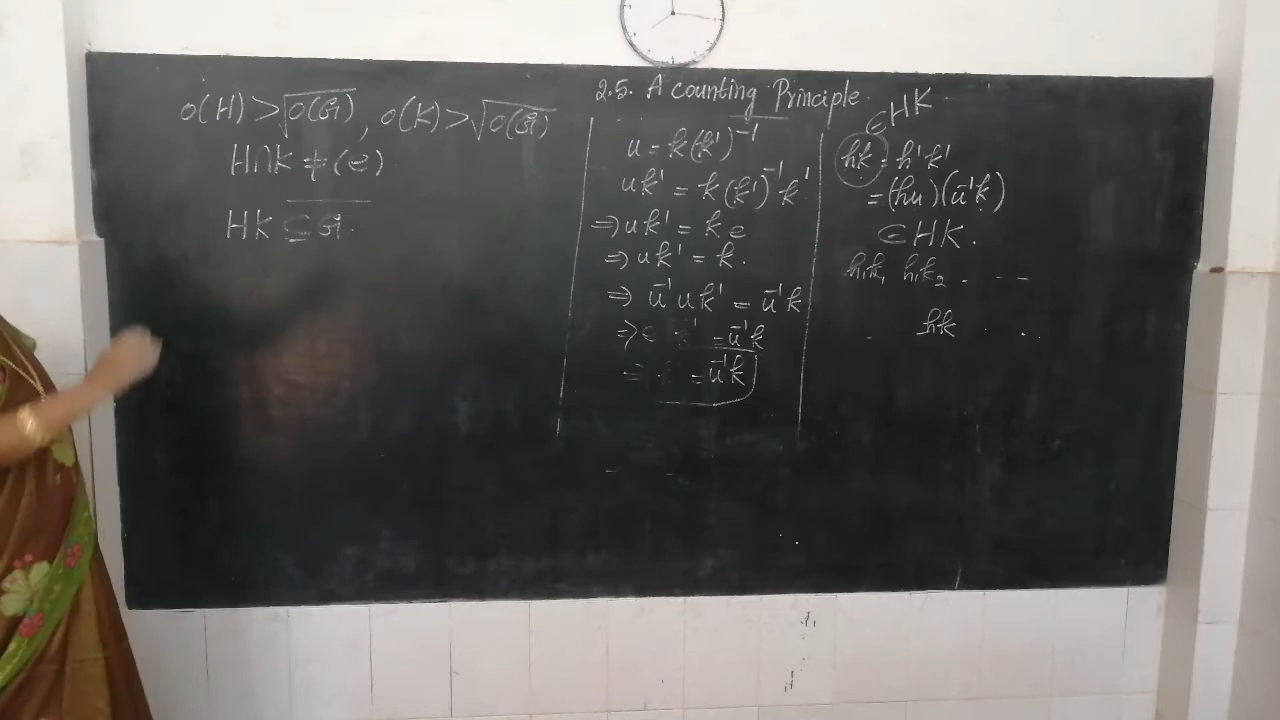 2.5. A counting Principle.
o(H) > √o(G), o(K) > √o(G)
H∩K ≠ (e)
HK ⊆ G.
u = k(k')⁻¹
uk' = k(k')⁻¹k'
⇒ uk' = ke
⇒ uk' = k.
⇒ u⁻¹uk' = u⁻¹k
⇒ e k' = u⁻¹k
⇒ = u⁻¹k
∈HK
hk = h'k'
= (hu)(u⁻¹k)
∈ HK.
h₁k₁ h₁k₂ . . --
. hk . .